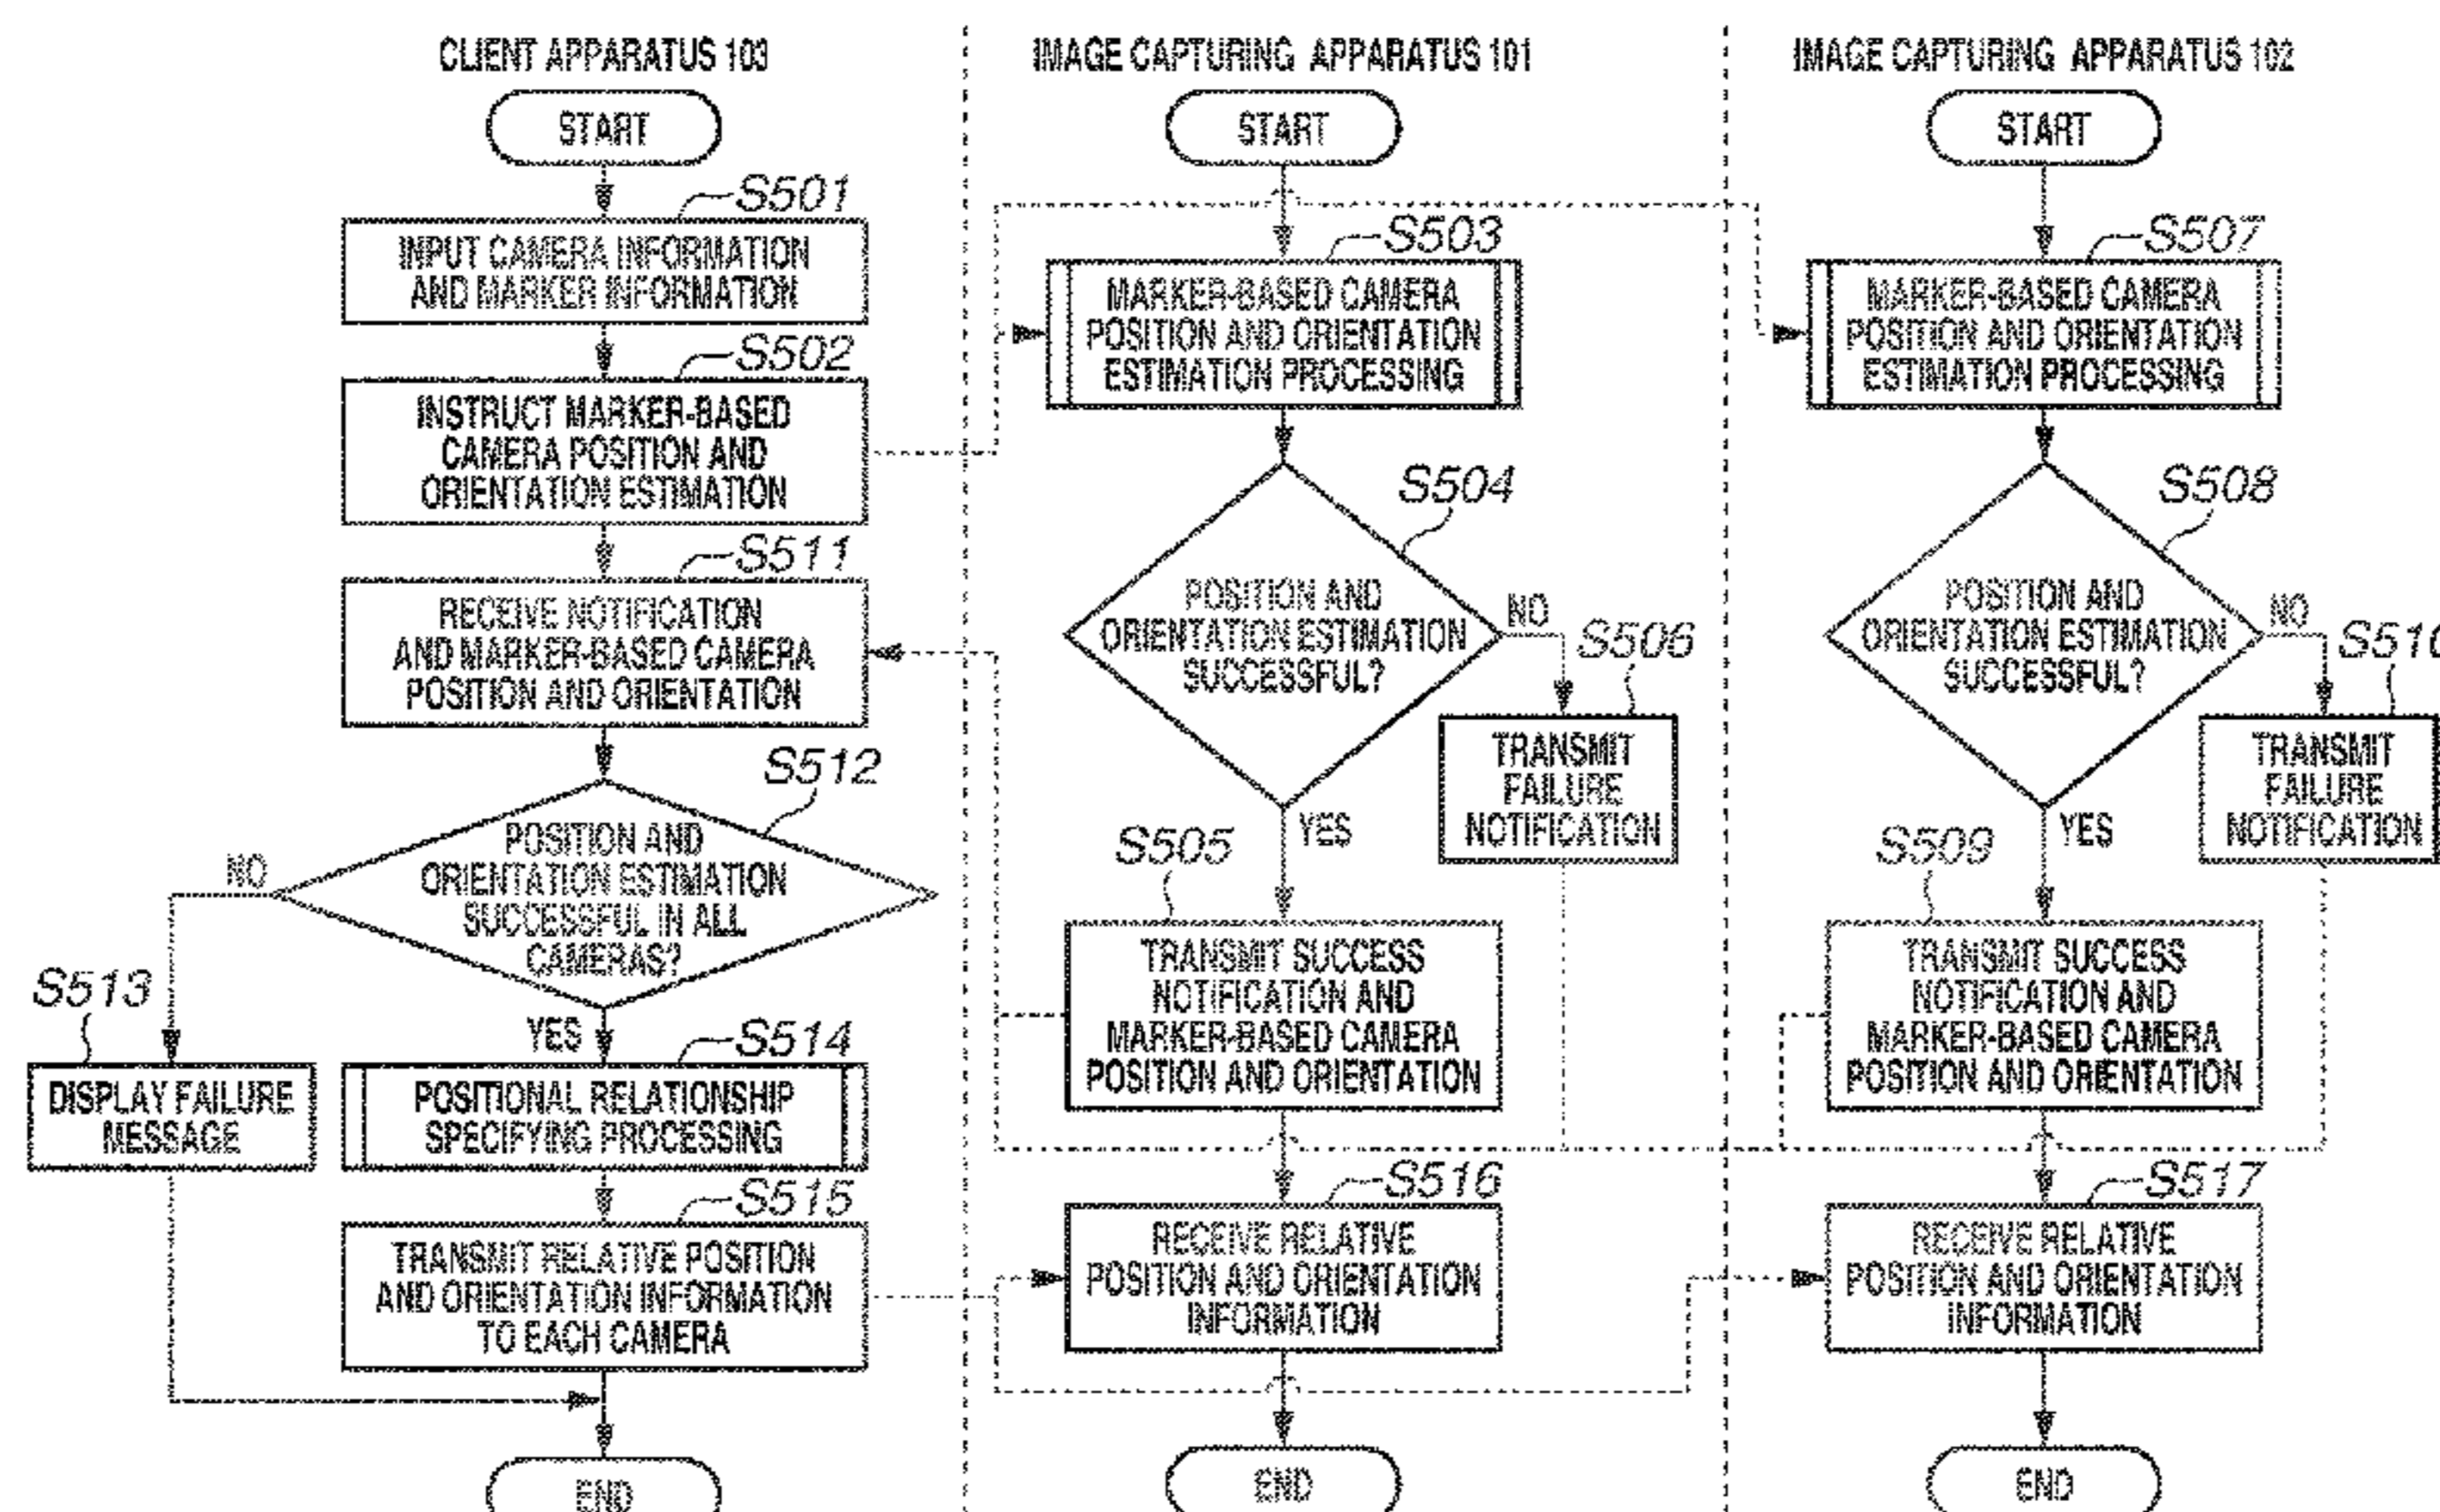 CLIENT APPARATUS 103
START
S501
INPUT CAMERA INFORMATION
AND MARKER INFORMATION
S502
INSTRUCT MARKER-BASED
CAMERA POSITION AND
ORIENTATION ESTIMATION
S511
RECEIVE NOTIFICATION
AND MARKER-BASED CAMERA
POSITION AND ORIENTATION
S512
POSITION AND
ORIENTATION ESTIMATION
SUCCESSFUL IN ALL
CAMERAS?
NO
S513
DISPLAY FAILURE
MESSAGE
YES
S514
POSITIONAL RELATIONSHIP
SPECIFYING PROCESSING
S515
TRANSMIT RELATIVE POSITION
AND ORIENTATION INFORMATION
TO EACH CAMERA
END
IMAGE CAPTURING APPARATUS 101
START
S503
MARKER-BASED CAMERA
POSITION AND ORIENTATION
ESTIMATION PROCESSING
S504
POSITION AND
ORIENTATION ESTIMATION
SUCCESSFUL?
NO
S506
TRANSMIT
FAILURE
NOTIFICATION
YES
S505
TRANSMIT SUCCESS
NOTIFICATION AND
MARKER-BASED CAMERA
POSITION AND ORIENTATION
S516
RECEIVE RELATIVE
POSITION AND ORIENTATION
INFORMATION
END
IMAGE CAPTURING APPARATUS 102
START
S507
MARKER-BASED CAMERA
POSITION AND ORIENTATION
ESTIMATION PROCESSING
S508
POSITION AND
ORIENTATION ESTIMATION
SUCCESSFUL?
NO
S510
TRANSMIT
FAILURE
NOTIFICATION
YES
S509
TRANSMIT SUCCESS
NOTIFICATION AND
MARKER-BASED CAMERA
POSITION AND ORIENTATION
S517
RECEIVE RELATIVE
POSITION AND ORIENTATION
INFORMATION
END